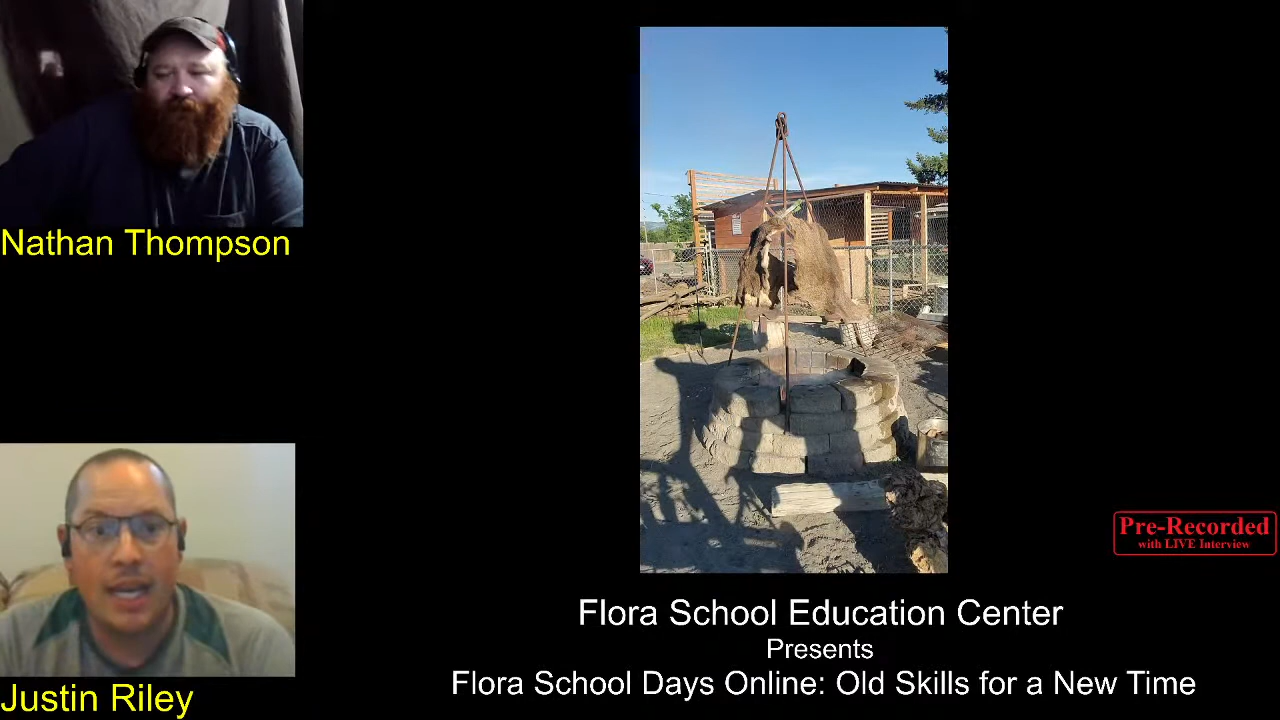 Nathan Thompson
Justin Riley
Pre-Recorded
with LIVE Interview
Flora School Education Center
Presents
Flora School Days Online: Old Skills for a New Time